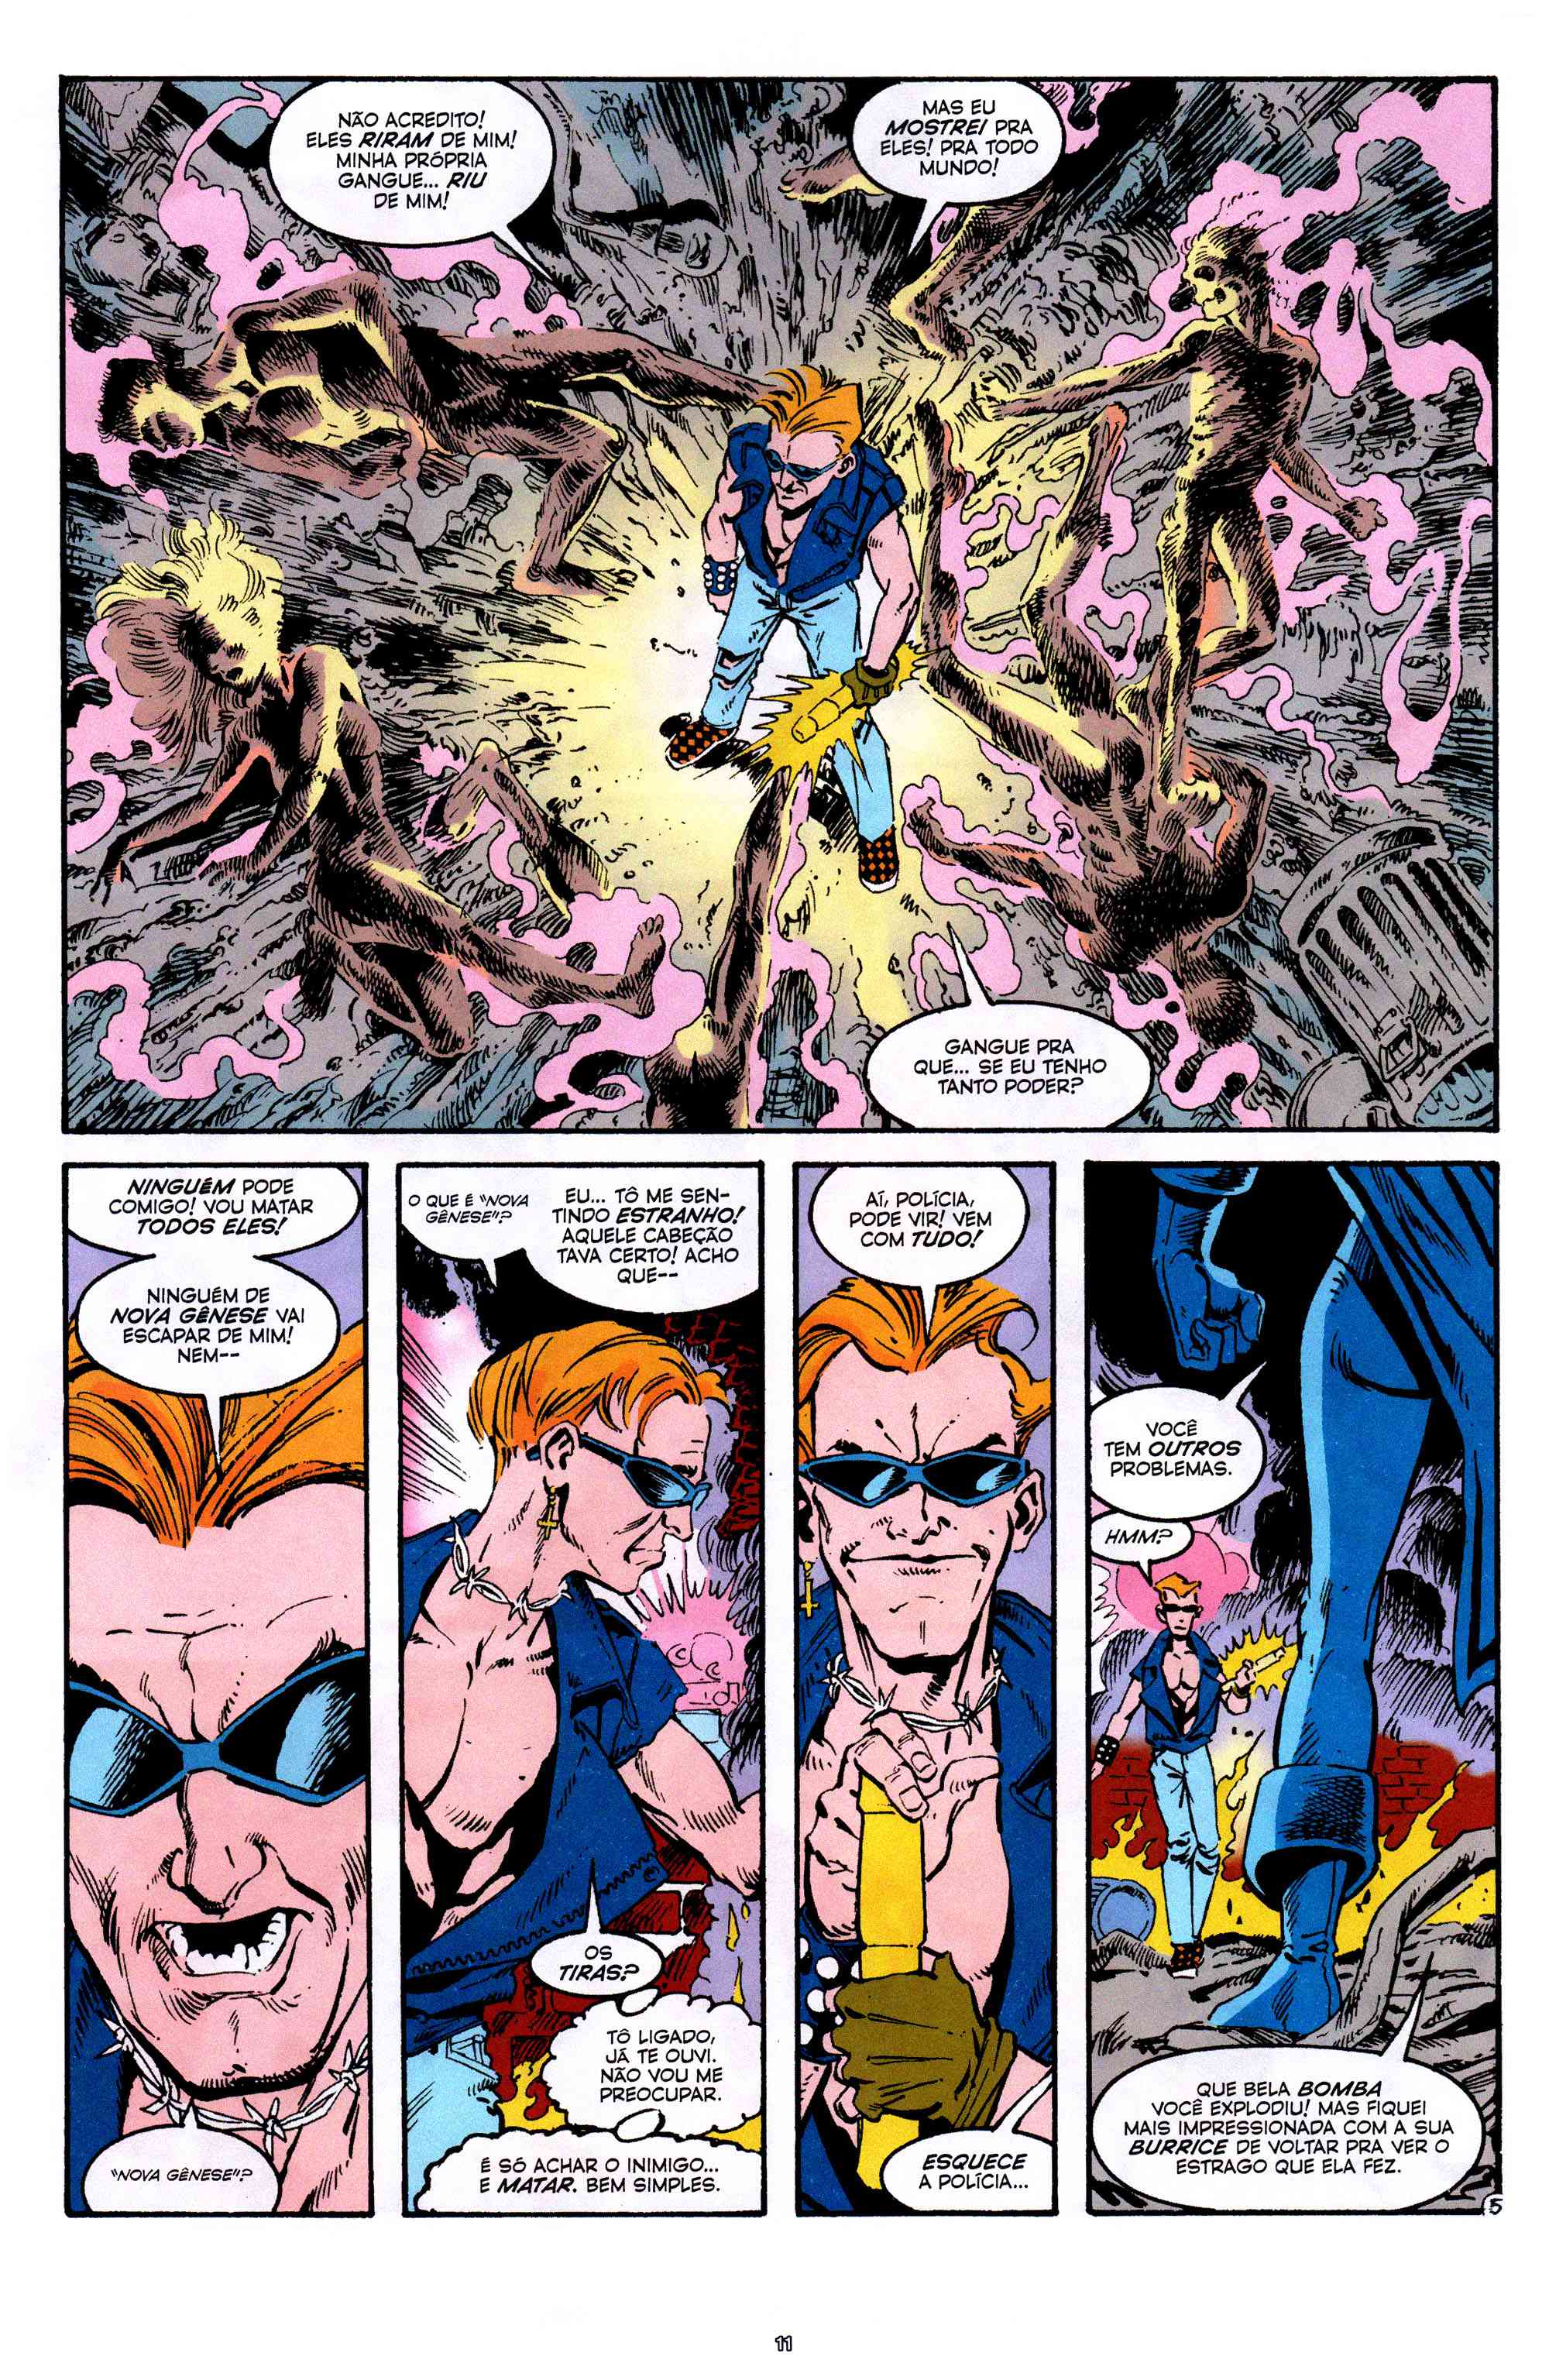 NÃO ACREDITO!
ELES RIRAM DE MIM!
MINHA PRÓPRIA
GANGUE... RIU
DE MIM!
MAS EU
MOSTREI PRA
ELES! PRA TODO
MUNDO!
GANGUE PRA
QUE... SE EU TENHO
TANTO PODER?
NINGUÉM PODE
COMIGO! VOU MATAR
TODOS ELES!
NINGUÉM DE
NOVA GÊNESE VAI
ESCAPAR DE MIM!
NEM--
"NOVA GÊNESE"?
O QUE É "NOVA
GÊNESE"?
EU... TÔ ME SEN-
TINDO ESTRANHO!
AQUELE CABEÇÃO
TAVA CERTO! ACHO
QUE--
OS
TIRAS?
TÔ LIGADO,
JÁ TE OUVI.
NÃO VOU ME
PREOCUPAR.
É SÓ ACHAR O INIMIGO...
E MATAR. BEM SIMPLES.
AÍ, POLÍCIA,
PODE VIR! VEM
COM TUDO!
ESQUECE
A POLÍCIA...
VOCÊ
TEM OUTROS
PROBLEMAS.
HMM?
QUE BELA BOMBA
VOCÊ EXPLODIU! MAS FIQUEI
MAIS IMPRESSIONADA COM A SUA
BURRICE DE VOLTAR PRA VER O
ESTRAGO QUE ELA FEZ.
5
11